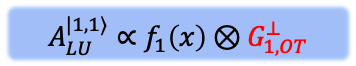 A_{LU}^{|1,1⟩} ∝ f_1(x) ⊗ G_{1,OT}^⊥